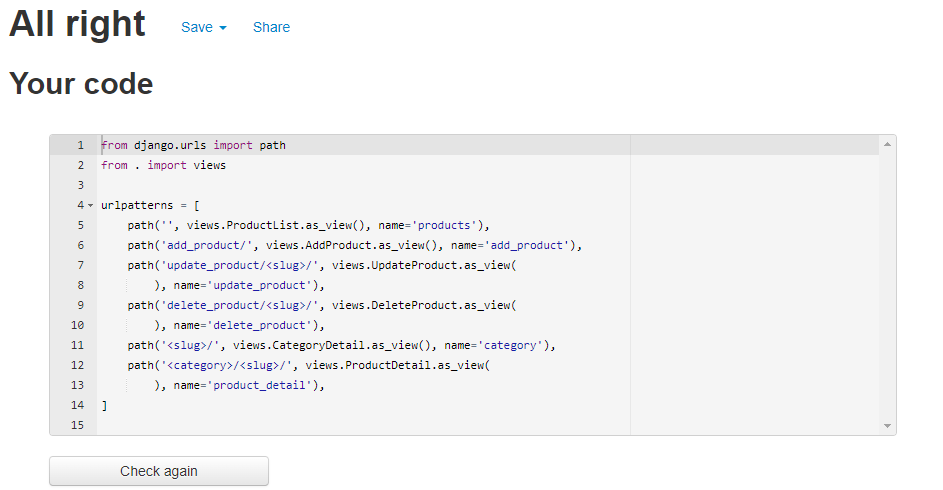 All right Save Share
Your code
1 from django.urls import path
2 from . import views
3
4 urlpatterns = [
5 path('', views.ProductList.as_view(), name='products'),
6 path('add_product/', views.AddProduct.as_view(), name='add_product'),
7 path('update_product/<slug>/', views.UpdateProduct.as_view(
8 ), name='update_product'),
9 path('delete_product/<slug>/', views.DeleteProduct.as_view(
10 ), name='delete_product'),
11 path('<slug>/', views.CategoryDetail.as_view(), name='category'),
12 path('<category>/<slug>/', views.ProductDetail.as_view(
13 ), name='product_detail'),
14 ]
15
Check again